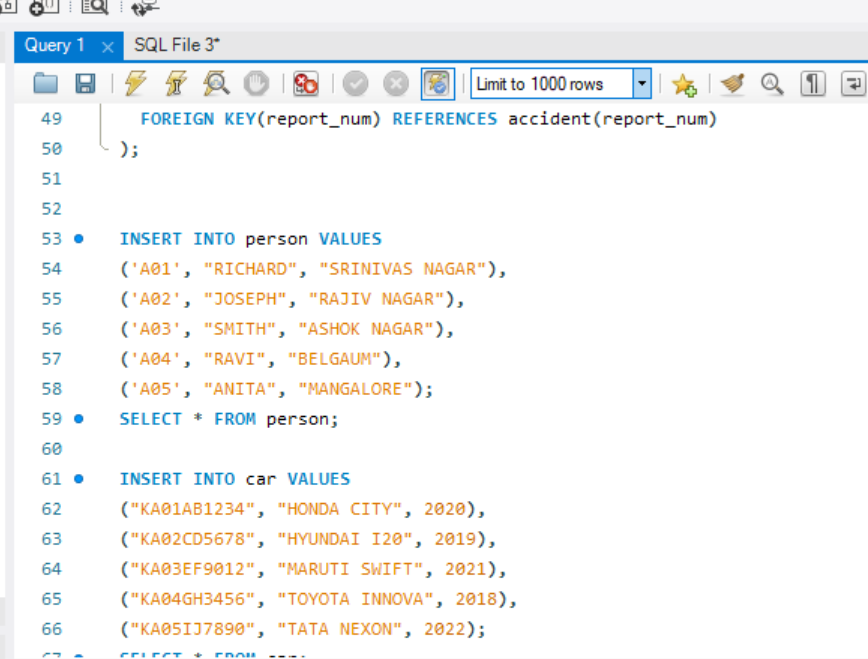 Query 1
SQL File 3*
Limit to 1000 rows
49 FOREIGN KEY(report_num) REFERENCES accident(report_num)
50 );
51
52
53 INSERT INTO person VALUES
54 ('A01', "RICHARD", "SRINIVAS NAGAR"),
55 ('A02', "JOSEPH", "RAJIV NAGAR"),
56 ('A03', "SMITH", "ASHOK NAGAR"),
57 ('A04', "RAVI", "BELGAUM"),
58 ('A05', "ANITA", "MANGALORE");
59 SELECT * FROM person;
60
61 INSERT INTO car VALUES
62 ("KA01AB1234", "HONDA CITY", 2020),
63 ("KA02CD5678", "HYUNDAI I20", 2019),
64 ("KA03EF9012", "MARUTI SWIFT", 2021),
65 ("KA04GH3456", "TOYOTA INNOVA", 2018),
66 ("KA05IJ7890", "TATA NEXON", 2022);
67 SELECT * FROM car;